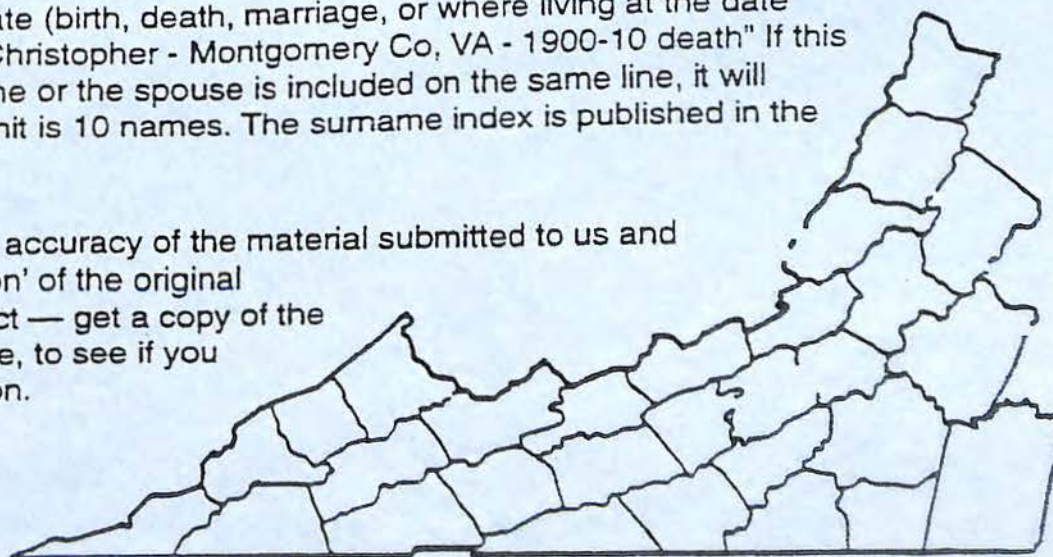 ate (birth, death, marriage, or where living at the date
Christopher - Montgomery Co, VA - 1900-10 death" If this
ne or the spouse is included on the same line, it will
mit is 10 names. The surname index is published in the
accuracy of the material submitted to us and
on' of the original
ct — get a copy of the
e, to see if you
on.